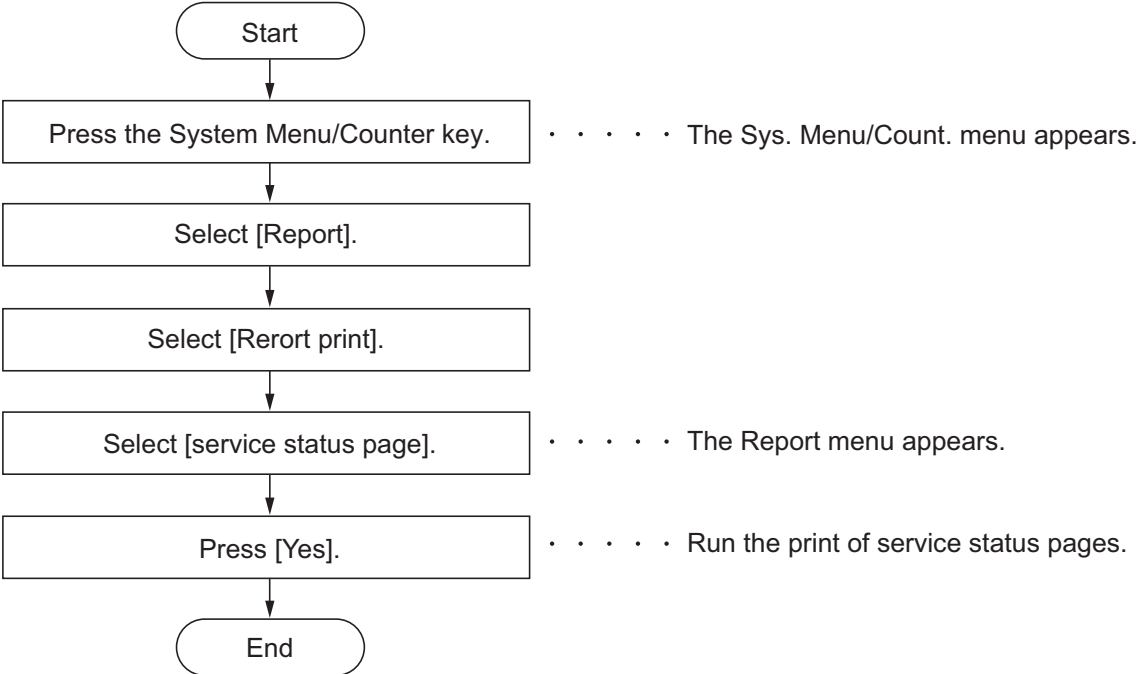 Start
Press the System Menu/Counter key.
· · · · · The Sys. Menu/Count. menu appears.
Select [Report].
Select [Rerort print].
Select [service status page].
· · · · · The Report menu appears.
Press [Yes].
· · · · · Run the print of service status pages.
End